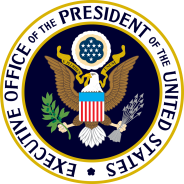 EXECUTIVE OFFICE OF THE PRESIDENT OF THE UNITED STATES